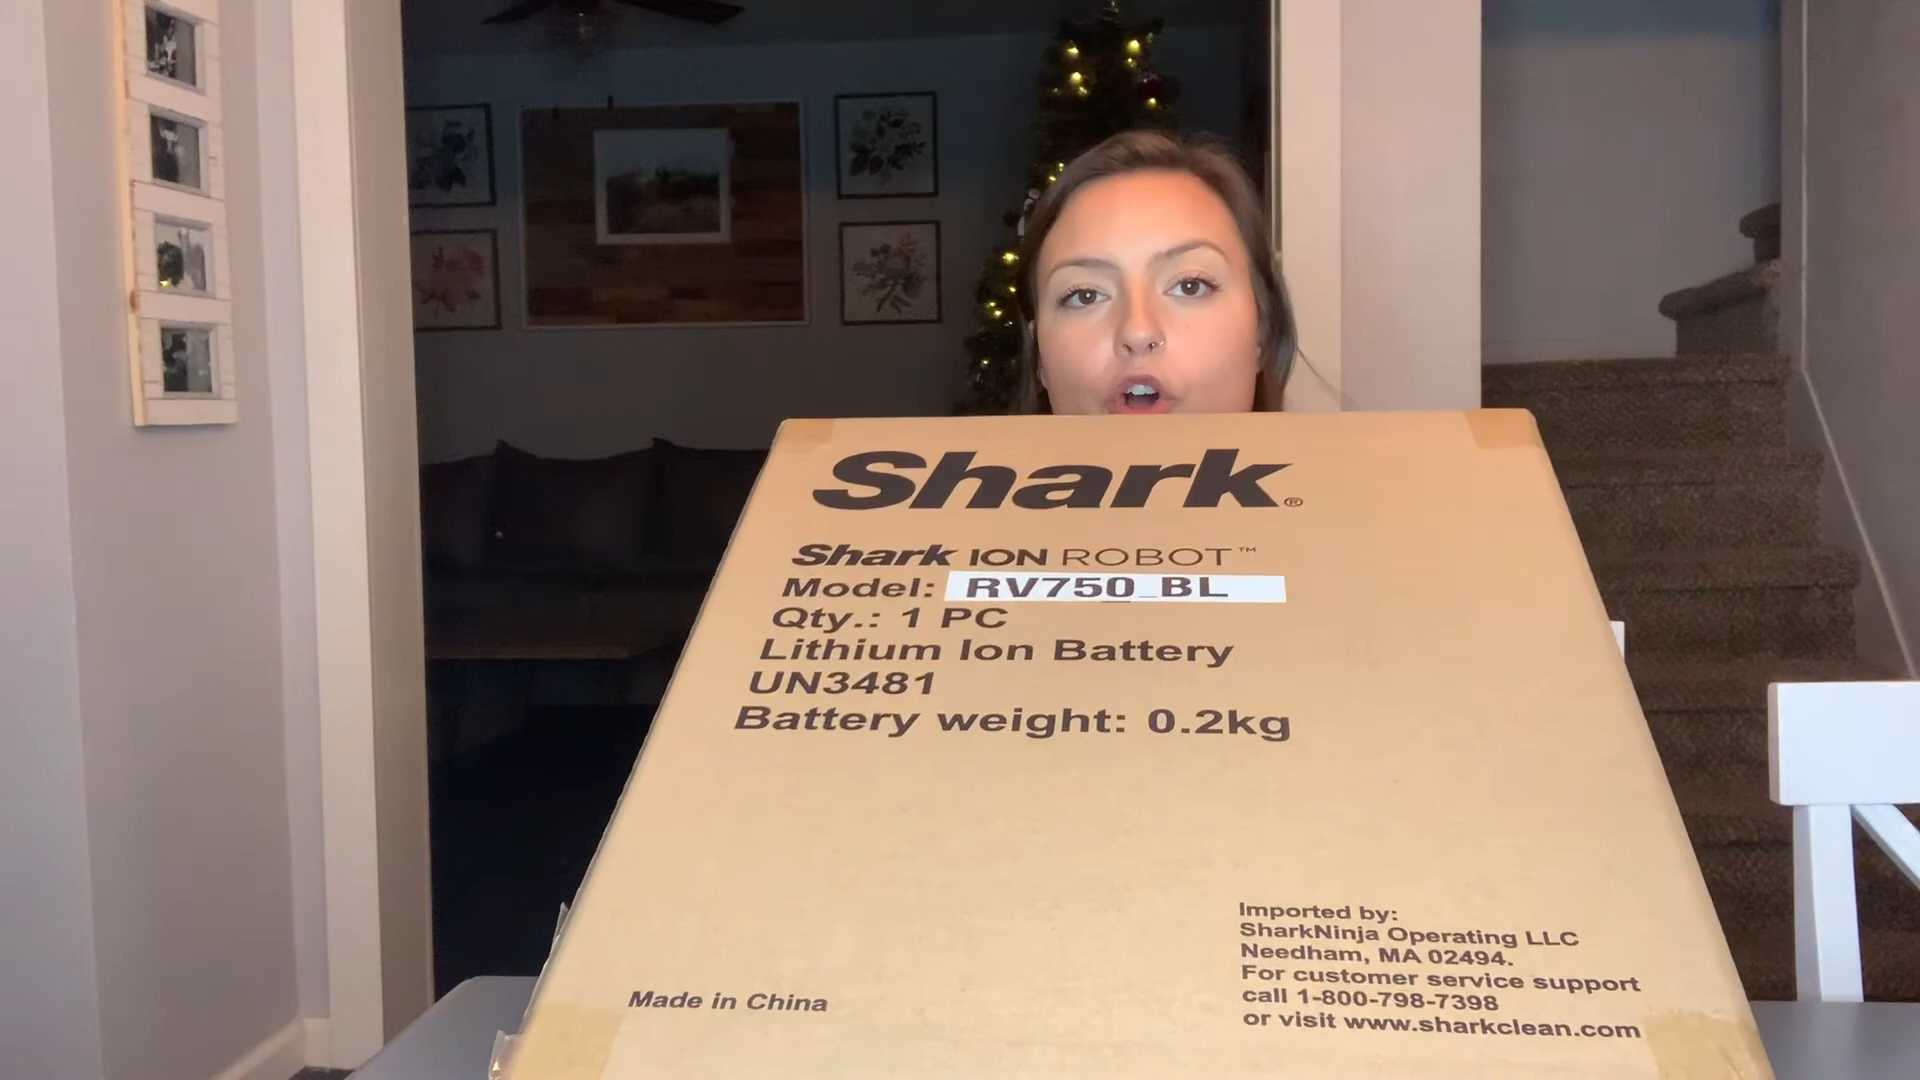 Shark®
Shark ION ROBOT™
Model: RV750_BL
Qty.: 1 PC
Lithium Ion Battery
UN3481
Battery weight: 0.2kg
Imported by:
SharkNinja Operating LLC
Needham, MA 02494.
For customer service support
call 1-800-798-7398
or visit www.sharkclean.com
Made in China